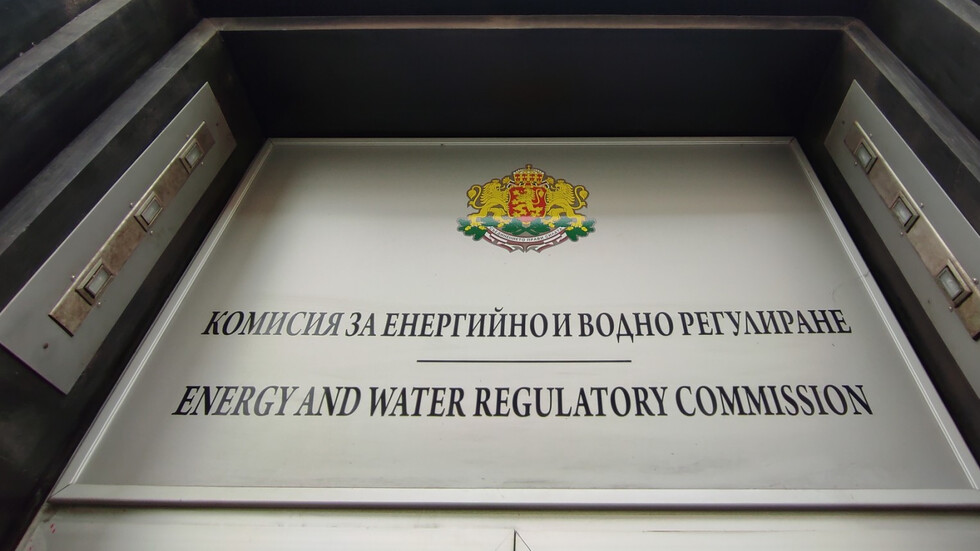 КОМИСИЯ ЗА ЕНЕРГИЙНО И ВОДНО РЕГУЛИРАНЕ
ENERGY AND WATER REGULATORY COMMISSION